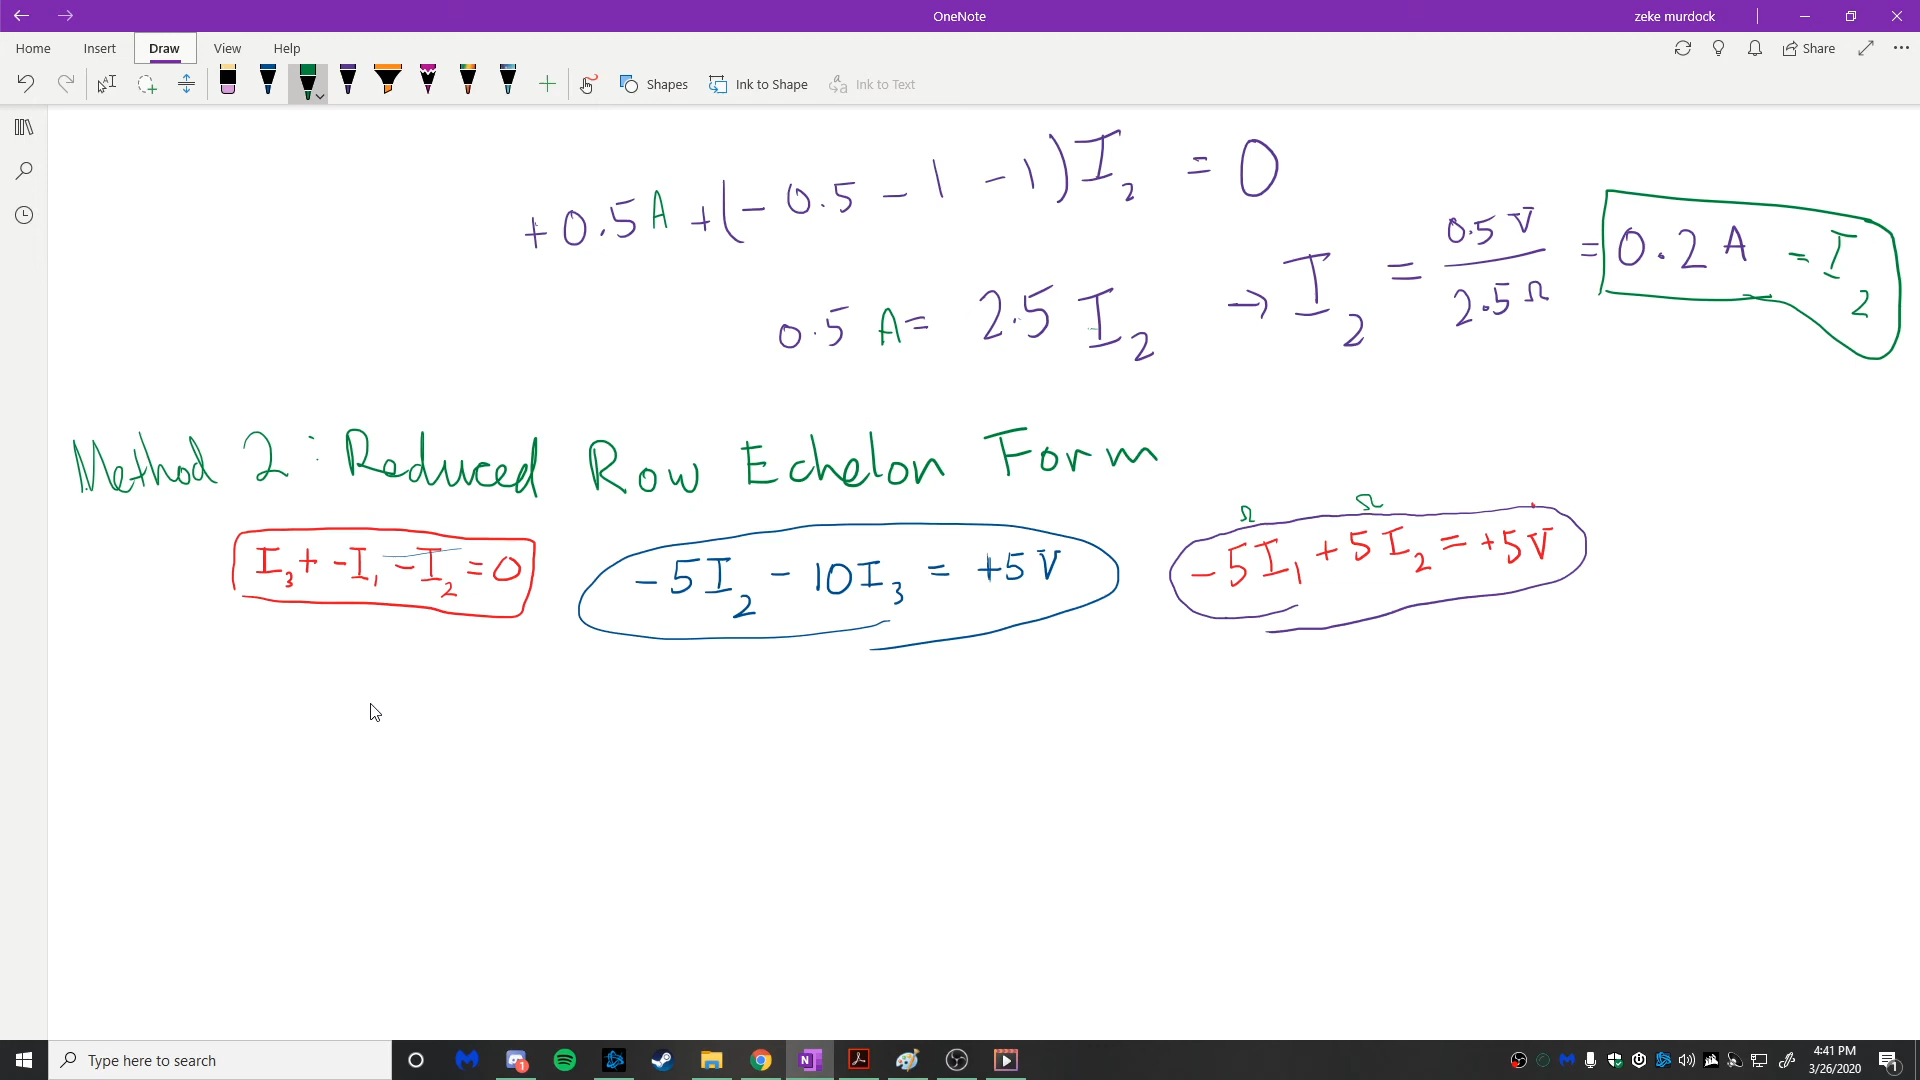 OneNote
zeke murdock
Home Insert Draw View Help
Share
Shapes Ink to Shape Ink to Text
+0.5A +(-0.5-1-1)I₂ = 0
0.5 A= 2.5 I₂ → I₂ = 0.5 V / 2.5 Ω = 0.2 A = I₂
Method 2: Reduced Row Echelon Form
I₃ + -I₁ -I₂ = 0
-5I₂ - 10I₃ = +5V
Ω Ω
-5I₁ +5I₂ = +5V
Type here to search
4:41 PM
3/26/2020